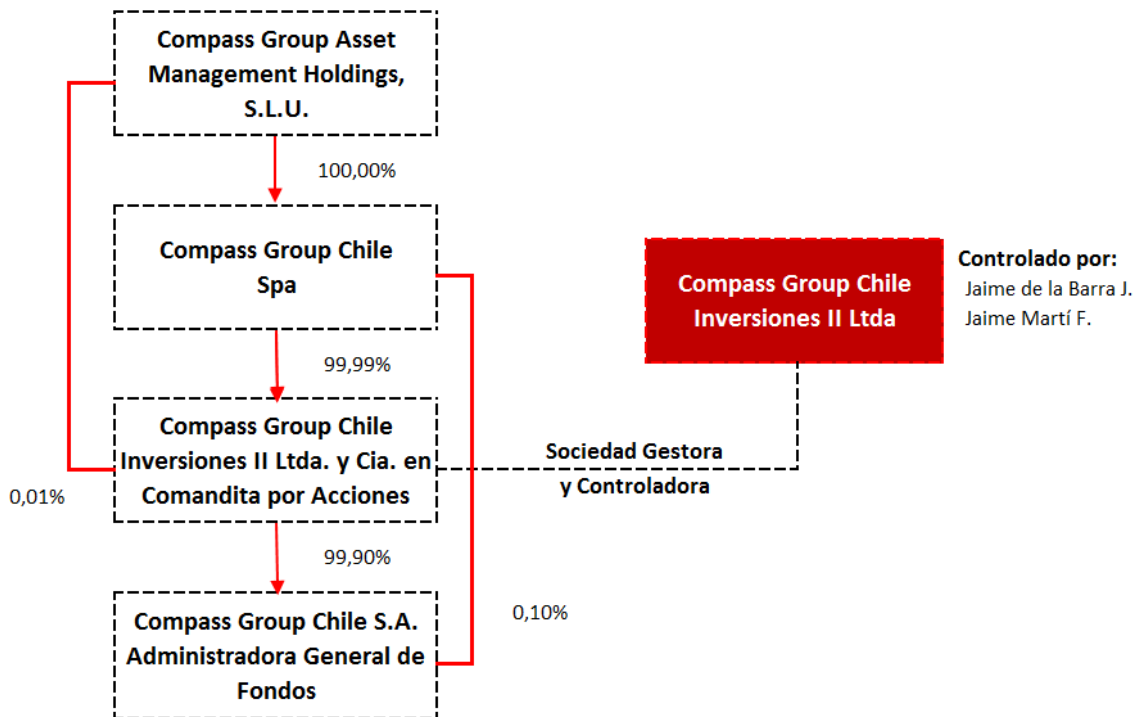 Compass Group Asset
Management Holdings,
S.L.U.
100,00%
Compass Group Chile
Spa
99,99%
Compass Group Chile
Inversiones II Ltda. y Cia. en
Comandita por Acciones
0,01%
99,90%
Compass Group Chile S.A.
Administradora General de
Fondos
0,10%
Sociedad Gestora
y Controladora
Compass Group Chile
Inversiones II Ltda
Controlado por:
Jaime de la Barra J.
Jaime Martí F.